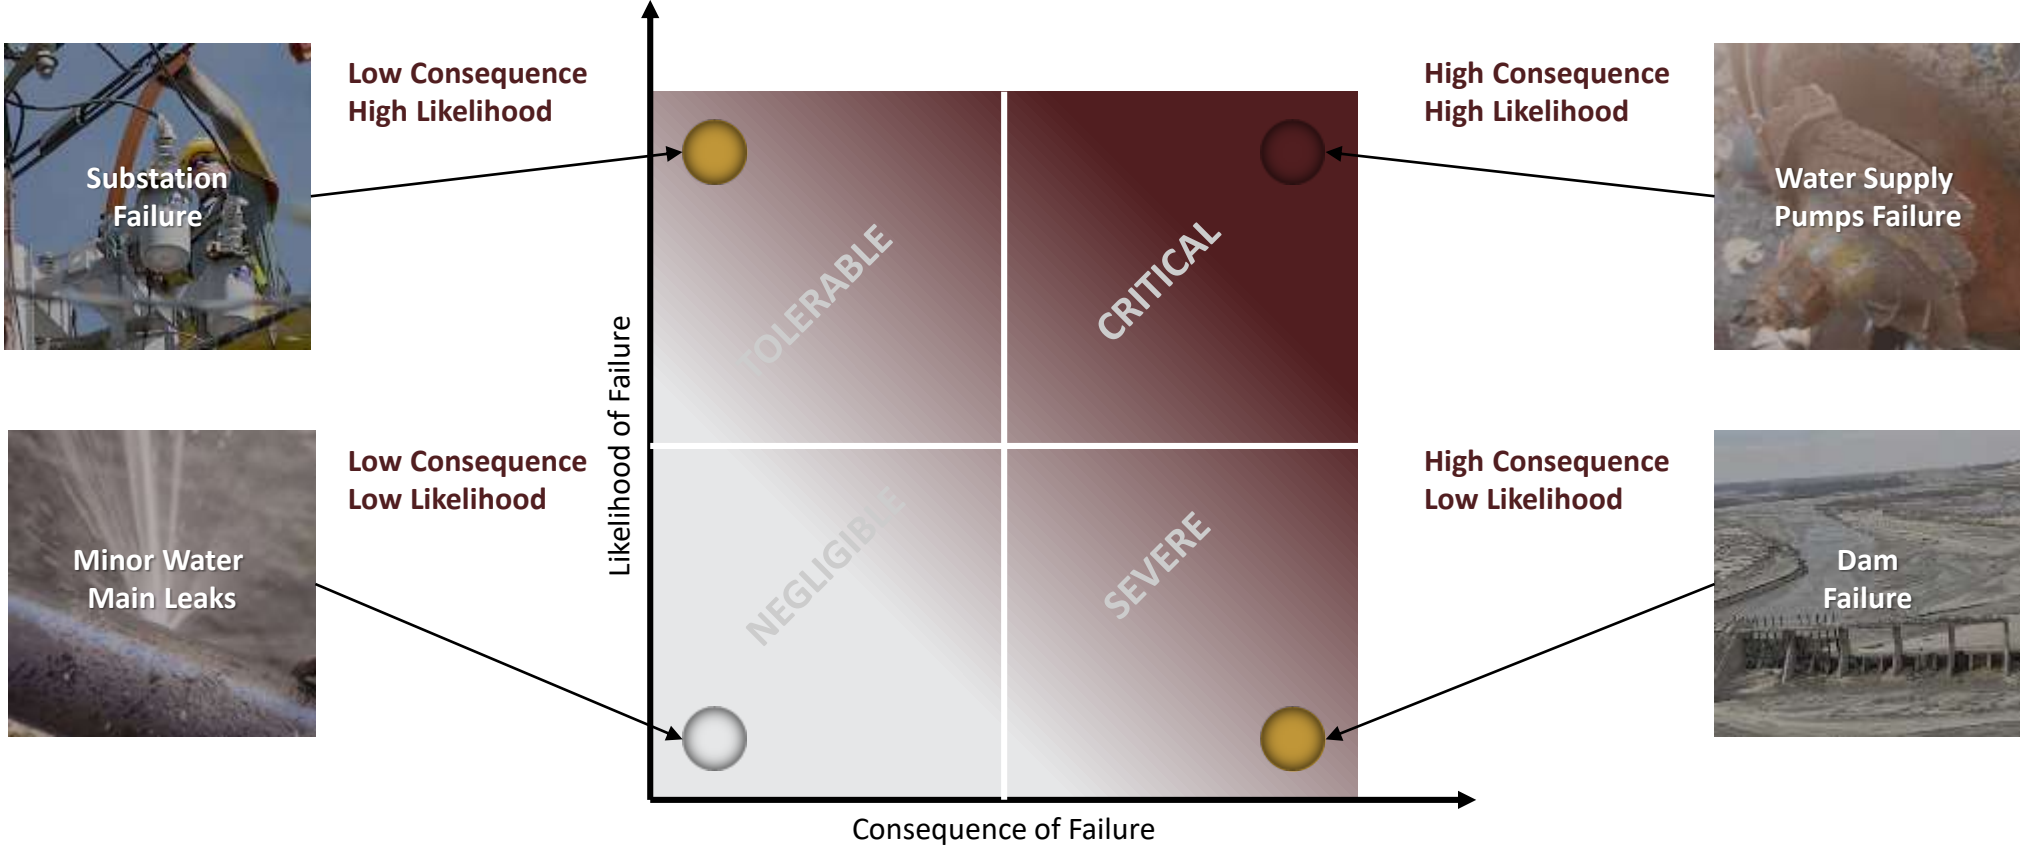 Low Consequence
High Likelihood
Substation
Failure
High Consequence
High Likelihood
Water Supply
Pumps Failure
TOLERABLE
CRITICAL
Likelihood of Failure
Low Consequence
Low Likelihood
Minor Water
Main Leaks
High Consequence
Low Likelihood
Dam
Failure
NEGLIGIBLE
SEVERE
Consequence of Failure